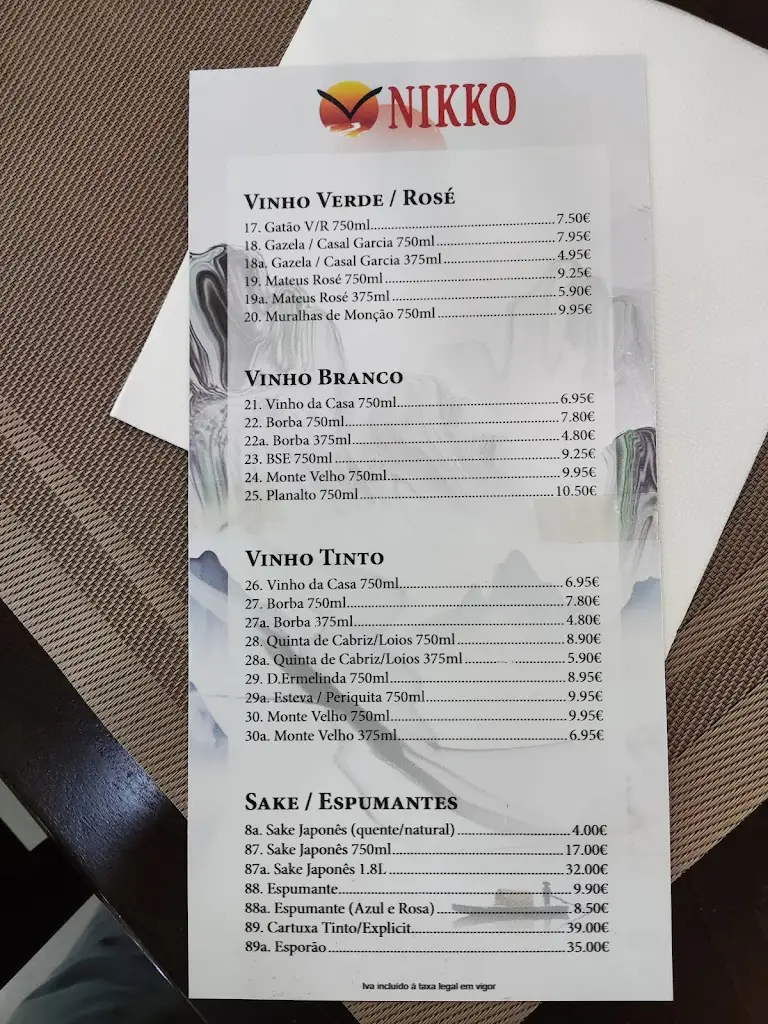 NIKKO
VINHO VERDE / ROSÉ
17. Gatão V/R 750ml..........7.50€
18. Gazela / Casal Garcia 750ml..........7.95€
18a. Gazela / Casal Garcia 375ml..........4.95€
19. Mateus Rosé 750ml..........9.25€
19a. Mateus Rosé 375ml..........5.90€
20. Muralhas de Monção 750ml..........9.95€
VINHO BRANCO
21. Vinho da Casa 750ml..........6.95€
22. Borba 750ml..........7.80€
22a. Borba 375ml..........4.80€
23. BSE 750ml..........9.25€
24. Monte Velho 750ml..........9.95€
25. Planalto 750ml..........10.50€
VINHO TINTO
26. Vinho da Casa 750ml..........6.95€
27. Borba 750ml..........7.80€
27a. Borba 375ml..........4.80€
28. Quinta de Cabriz/Loios 750ml..........8.90€
28a. Quinta de Cabriz/Loios 375ml..........5.90€
29. D.Ermelinda 750ml..........8.95€
29a. Esteva / Periquita 750ml..........9.95€
30. Monte Velho 750ml..........9.95€
30a. Monte Velho 375ml..........6.95€
SAKE / ESPUMANTES
8a. Sake Japonês (quente/natural)..........4.00€
87. Sake Japonês 750ml..........17.00€
87a. Sake Japonês 1.8L..........32.00€
88. Espumante..........9.90€
88a. Espumante (Azul e Rosa)..........8.50€
89. Cartuxa Tinto/Explicit..........39.00€
89a. Esporão..........35.00€
Iva incluído á taxa legal em vigor